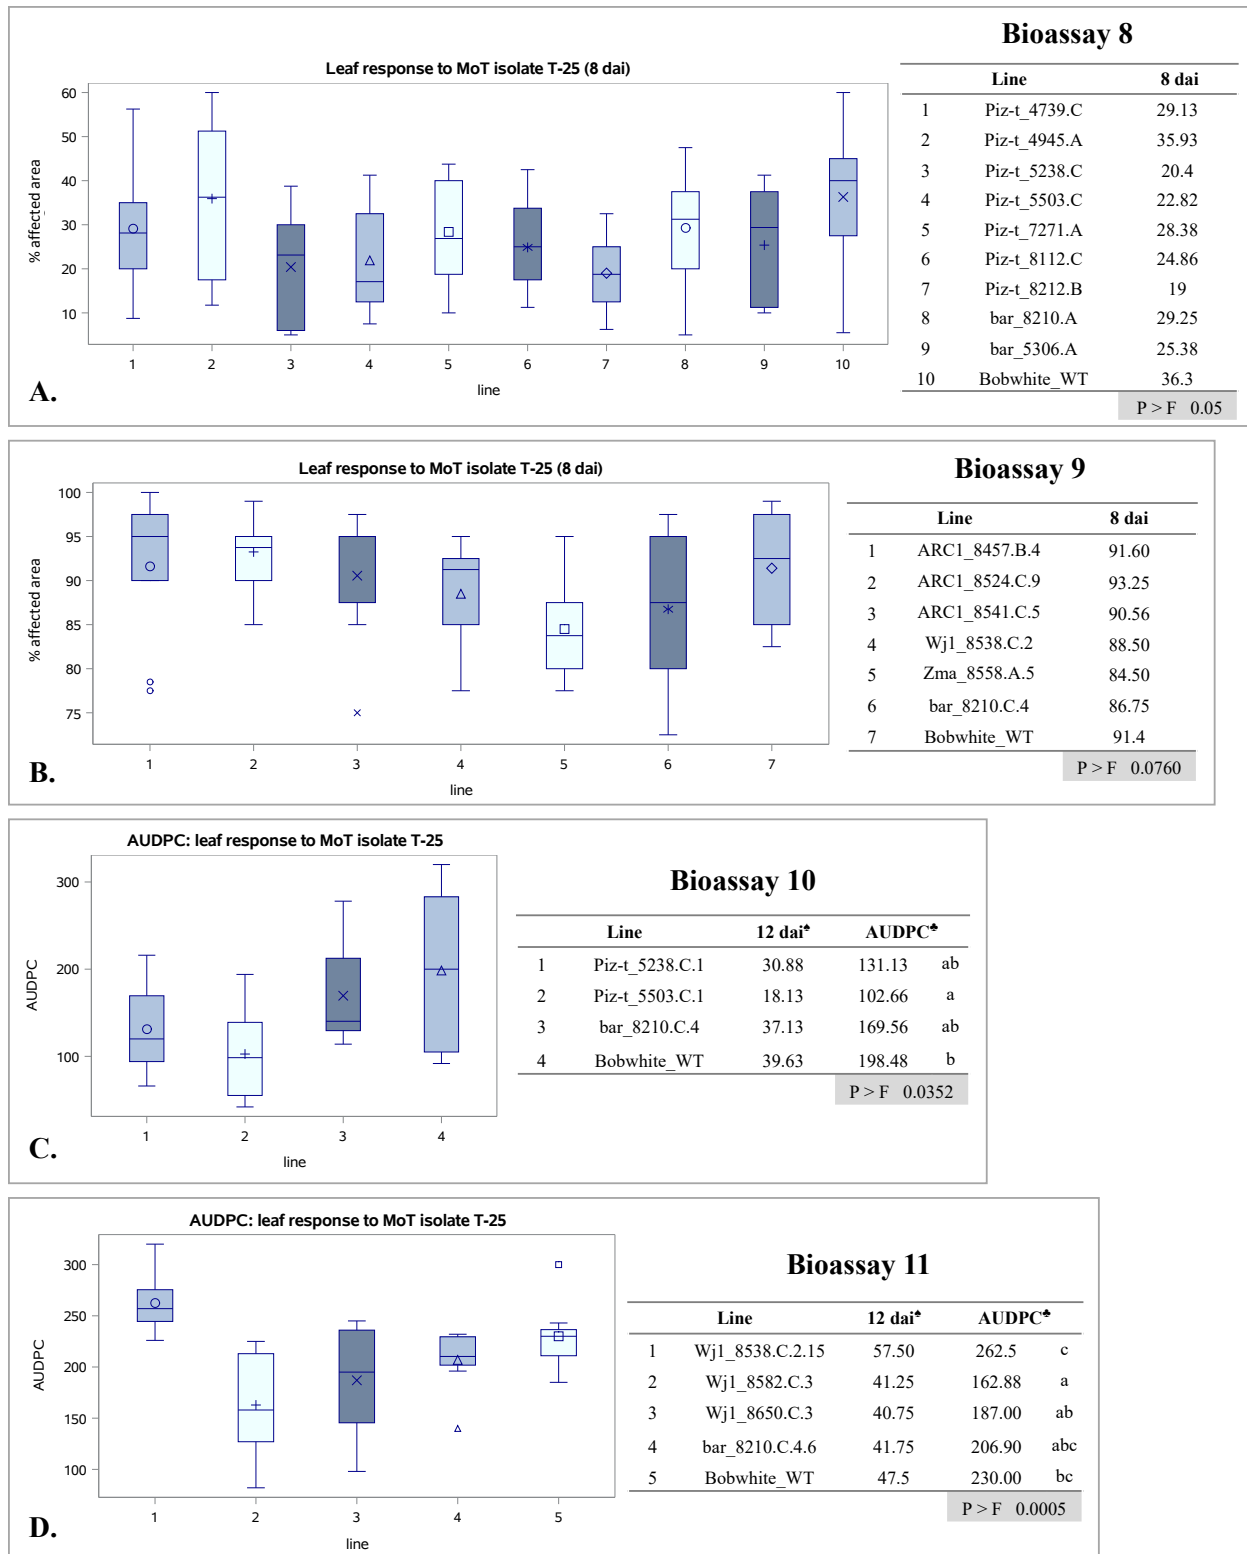 Bioassay 8
Leaf response to MoT isolate T-25 (8 dai)
% affected area
60
50
40
30
20
10
1 2 3 4 5 6 7 8 9 10
line
A.
Line 8 dai
1 Piz-t_4739.C 29.13
2 Piz-t_4945.A 35.93
3 Piz-t_5238.C 20.4
4 Piz-t_5503.C 22.82
5 Piz-t_7271.A 28.38
6 Piz-t_8112.C 24.86
7 Piz-t_8212.B 19
8 bar_8210.A 29.25
9 bar_5306.A 25.38
10 Bobwhite_WT 36.3
P > F 0.05
Bioassay 9
Leaf response to MoT isolate T-25 (8 dai)
% affected area
100
95
90
85
80
75
1 2 3 4 5 6 7
line
B.
Line 8 dai
1 ARC1_8457.B.4 91.60
2 ARC1_8524.C.9 93.25
3 ARC1_8541.C.5 90.56
4 Wj1_8538.C.2 88.50
5 Zma_8558.A.5 84.50
6 bar_8210.C.4 86.75
7 Bobwhite_WT 91.4
P > F 0.0760
AUDPC: leaf response to MoT isolate T-25
AUDPC
300
200
100
1 2 3 4
line
C.
Bioassay 10
Line 12 dai♠ AUDPC♣
1 Piz-t_5238.C.1 30.88 131.13 ab
2 Piz-t_5503.C.1 18.13 102.66 a
3 bar_8210.C.4 37.13 169.56 ab
4 Bobwhite_WT 39.63 198.48 b
P > F 0.0352
AUDPC: leaf response to MoT isolate T-25
AUDPC
300
250
200
150
100
1 2 3 4 5
line
D.
Bioassay 11
Line 12 dai♠ AUDPC♣
1 Wj1_8538.C.2.15 57.50 262.5 c
2 Wj1_8582.C.3 41.25 162.88 a
3 Wj1_8650.C.3 40.75 187.00 ab
4 bar_8210.C.4.6 41.75 206.90 abc
5 Bobwhite_WT 47.5 230.00 bc
P > F 0.0005